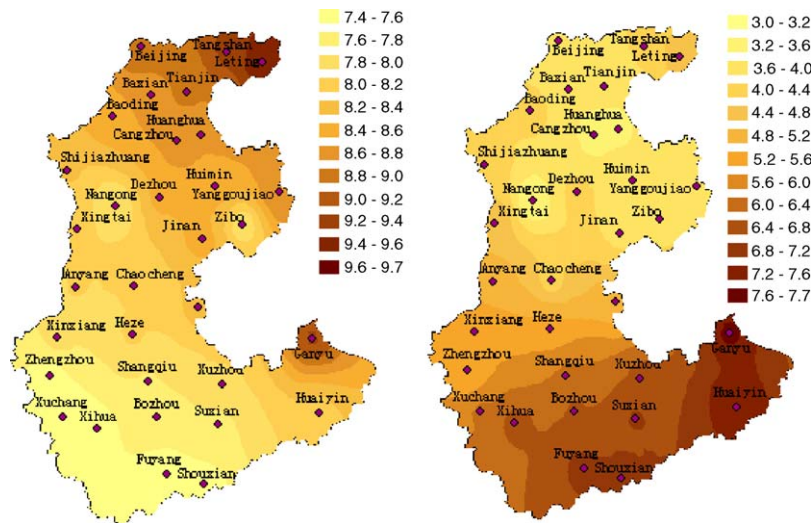 Beijing
Tangshan
Leting
Baxian
Tianjin
Baoding
Huanghua
Cangzhou
Shijiazhuang
Huimin
Dezhou
Nangong
Yanggoujiao
Xingtai
Zibo
Jinan
Anyang
Chaocheng
Xinxiang
Heze
Ganyu
Zhengzhou
Shangqiu
Xuzhou
Xuchang
Bozhou
Huaiyin
Xihua
Suxian
Fuyang
Shouxian
7.4 - 7.6
7.6 - 7.8
7.8 - 8.0
8.0 - 8.2
8.2 - 8.4
8.4 - 8.6
8.6 - 8.8
8.8 - 9.0
9.0 - 9.2
9.2 - 9.4
9.4 - 9.6
9.6 - 9.7
Tangshan
Beijing
Leting
Baxian
Tianjin
Baoding
Huanghua
Cangzhou
Shijiazhuang
Huimin
Dezhou
Yanggoujiao
Nangong
Xingtai
Zibo
Jinan
Anyang
Chaocheng
Xinxiang
Heze
Ganyu
Zhengzhou
Shangqiu
Xuzhou
Huaiyin
Xuchang
Bozhou
Xihua
Suxian
Fuyang
Shouxian
3.0 - 3.2
3.2 - 3.6
3.6 - 4.0
4.0 - 4.4
4.4 - 4.8
4.8 - 5.2
5.2 - 5.6
5.6 - 6.0
6.0 - 6.4
6.4 - 6.8
6.8 - 7.2
7.2 - 7.6
7.6 - 7.7